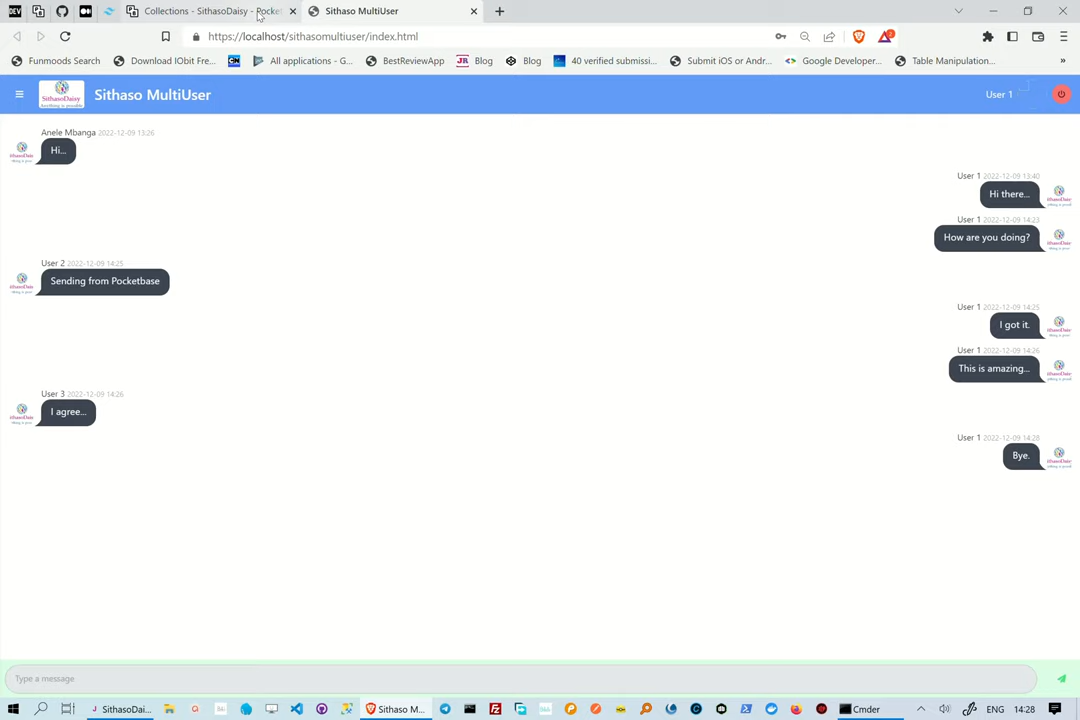 Collections - SithasoDaisy - Pocket
Sithaso MultiUser
https://localhost/sithasomultiuser/index.html
Funmoods Search
Download IObit Fre...
All applications - G...
BestReviewApp
JR Blog
Blog
40 verified submissi...
Submit iOS or Andr...
Google Developer...
Table Manipulation...
»
SithasoDaisy
Sithaso MultiUser
User 1
Anele Mbanga 2022-12-09 13:26
Hi...
User 1 2022-12-09 13:40
Hi there...
User 1 2022-12-09 14:23
How are you doing?
User 2 2022-12-09 14:25
Sending from Pocketbase
User 1 2022-12-09 14:25
I got it.
User 1 2022-12-09 14:26
This is amazing...
User 3 2022-12-09 14:26
I agree...
User 1 2022-12-09 14:28
Bye.
Type a message
SithasoDai...
Sithaso M...
Cmder
ENG
14:28